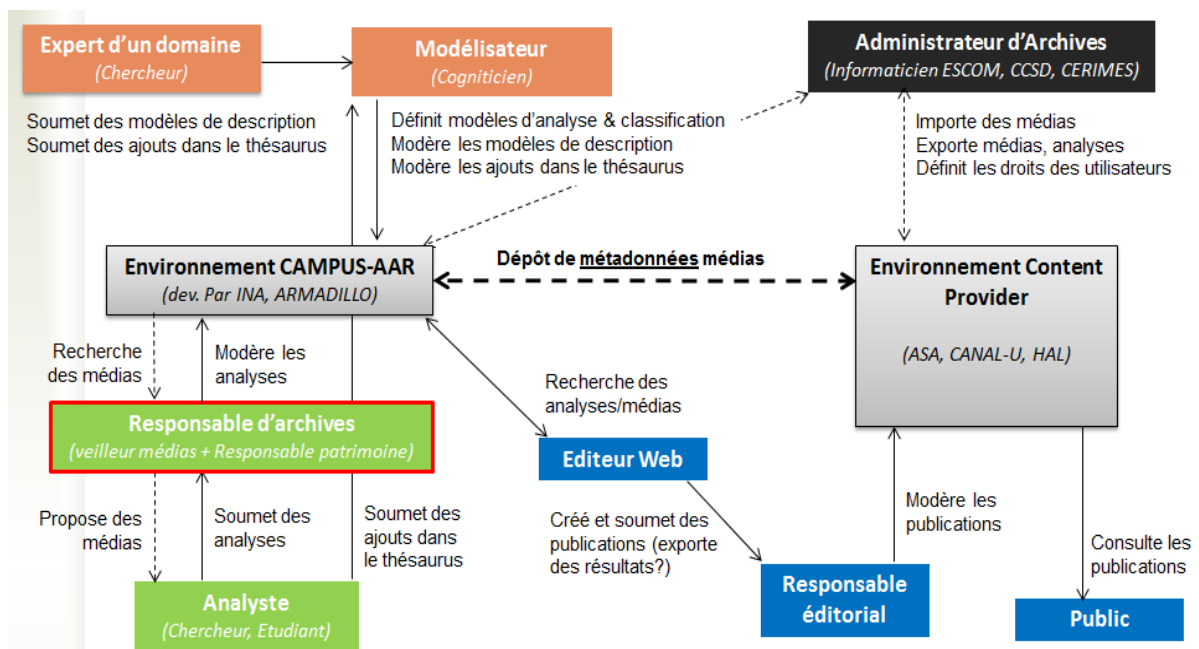 Expert d'un domaine
(Chercheur)
Modélisateur
(Cogniticien)
Administrateur d'Archives
(Informaticien ESCOM, CCSD, CERIMES)
Soumet des modèles de description
Soumet des ajouts dans le thésaurus
Définit modèles d'analyse & classification
Modère les modèles de description
Modère les ajouts dans le thésaurus
Importe des médias
Exporte médias, analyses
Définit les droits des utilisateurs
Environnement CAMPUS-AAR
(dev. Par INA, ARMADILLO)
Dépôt de métadonnées médias
Environnement Content
Provider
(ASA, CANAL-U, HAL)
Recherche
des médias
Modère les
analyses
Recherche des
analyses/médias
Responsable d'archives
(veilleur médias + Responsable patrimoine)
Editeur Web
Propose des
médias
Soumet des
analyses
Soumet des
ajouts dans
le thésaurus
Créé et soumet des
publications (exporte
des résultats?)
Modère les
publications
Consulte les
publications
Analyste
(Chercheur, Etudiant)
Responsable
éditorial
Public